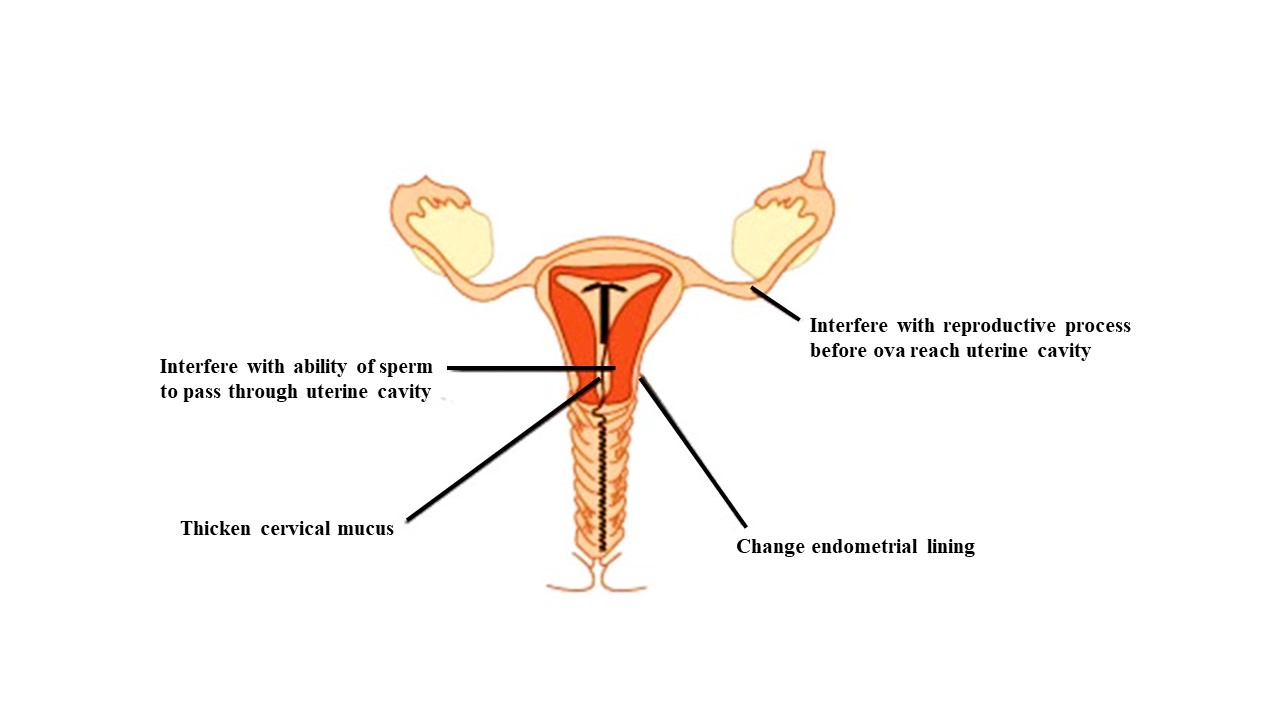 Interfere with reproductive process
before ova reach uterine cavity
Interfere with ability of sperm
to pass through uterine cavity
Thicken cervical mucus
Change endometrial lining